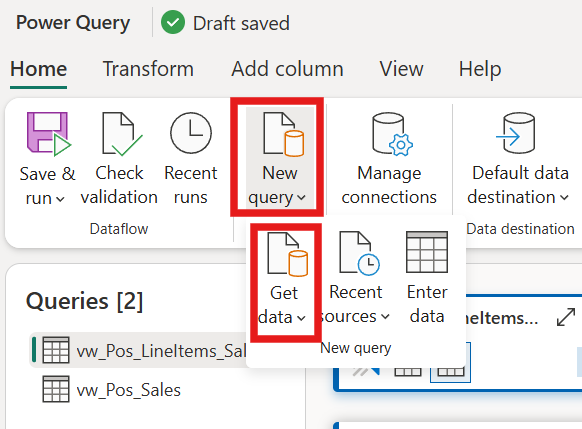 Power Query
Draft saved
Home Transform Add column View Help
Save & run
Check validation
Recent runs
Dataflow
New query
Manage connections
Default data destination
Data destination
Get data
Recent sources
Enter data
New query
Queries [2]
vw_Pos_LineItems_Sal
vw_Pos_Sales
ineItems...